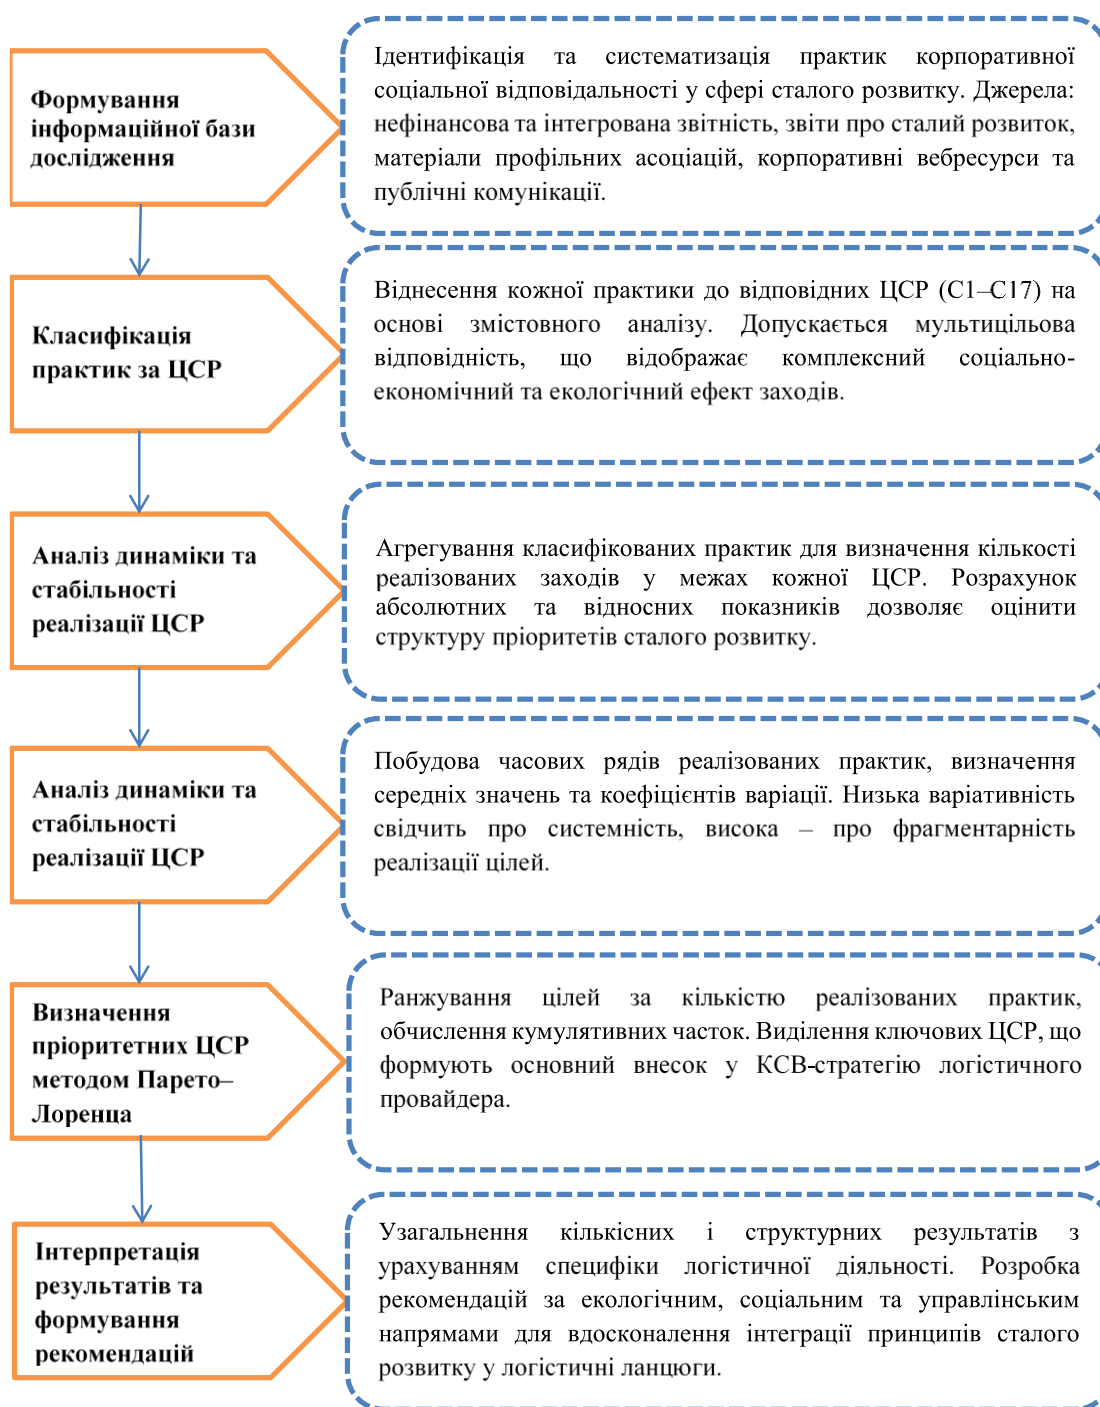 Формування
інформаційної бази
дослідження
Ідентифікація та систематизація практик корпоративної
соціальної відповідальності у сфері сталого розвитку. Джерела:
нефінансова та інтегрована звітність, звіти про сталий розвиток,
матеріали профільних асоціацій, корпоративні вебресурси та
публічні комунікації.
Класифікація
практик за ЦСР
Віднесення кожної практики до відповідних ЦСР (С1–С17) на
основі змістовного аналізу. Допускається мультицільова
відповідність, що відображає комплексний соціально-
економічний та екологічний ефект заходів.
Аналіз динаміки та
стабільності
реалізації ЦСР
Агрегування класифікованих практик для визначення кількості
реалізованих заходів у межах кожної ЦСР. Розрахунок
абсолютних та відносних показників дозволяє оцінити
структуру пріоритетів сталого розвитку.
Аналіз динаміки та
стабільності
реалізації ЦСР
Побудова часових рядів реалізованих практик, визначення
середніх значень та коефіцієнтів варіації. Низька варіативність
свідчить про системність, висока – про фрагментарність
реалізації цілей.
Визначення
пріоритетних ЦСР
методом Парето–
Лоренца
Ранжування цілей за кількістю реалізованих практик,
обчислення кумулятивних часток. Виділення ключових ЦСР, що
формують основний внесок у КСВ-стратегію логістичного
провайдера.
Інтерпретація
результатів та
формування
рекомендацій
Узагальнення кількісних і структурних результатів з
урахуванням специфіки логістичної діяльності. Розробка
рекомендацій за екологічним, соціальним та управлінським
напрямами для вдосконалення інтеграції принципів сталого
розвитку у логістичні ланцюги.